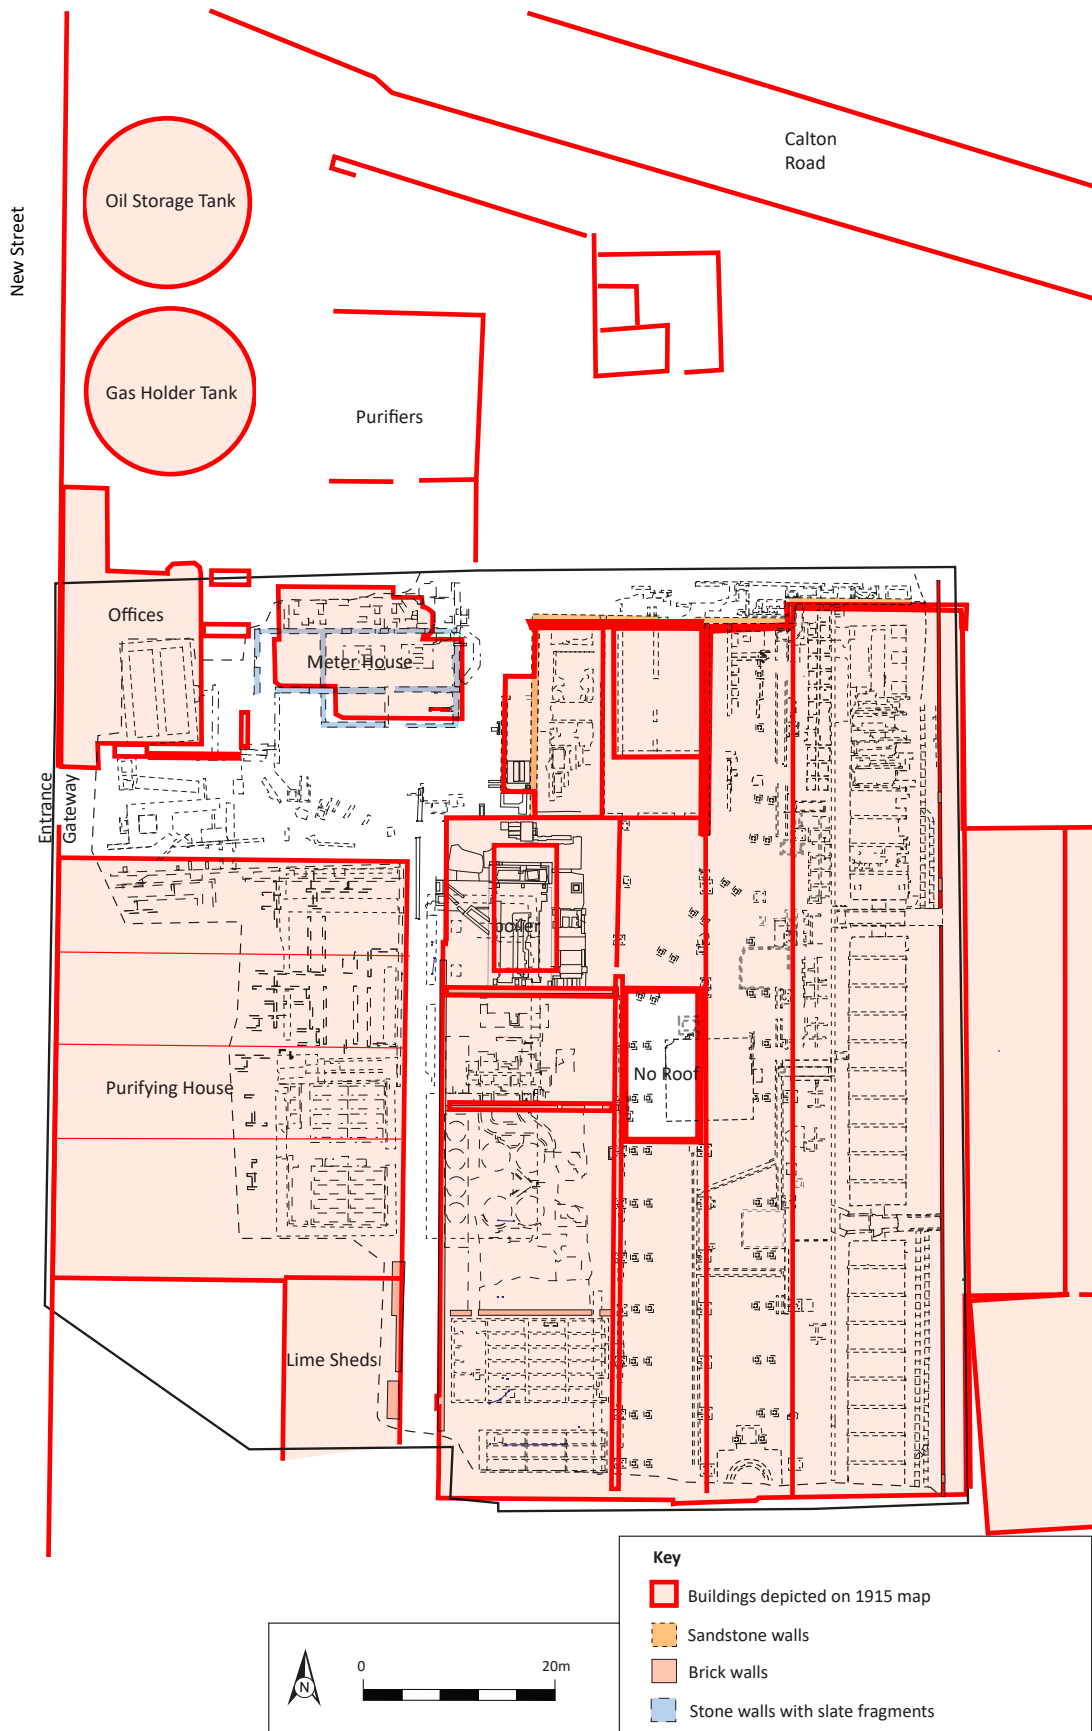 Calton
Road
New Street
Oil Storage Tank
Gas Holder Tank
Purifiers
Offices
Meter House
Entrance
Gateway
boiler
No Roof
Purifying House
Lime Sheds
Key
Buildings depicted on 1915 map
Sandstone walls
Brick walls
Stone walls with slate fragments
0
20m
N